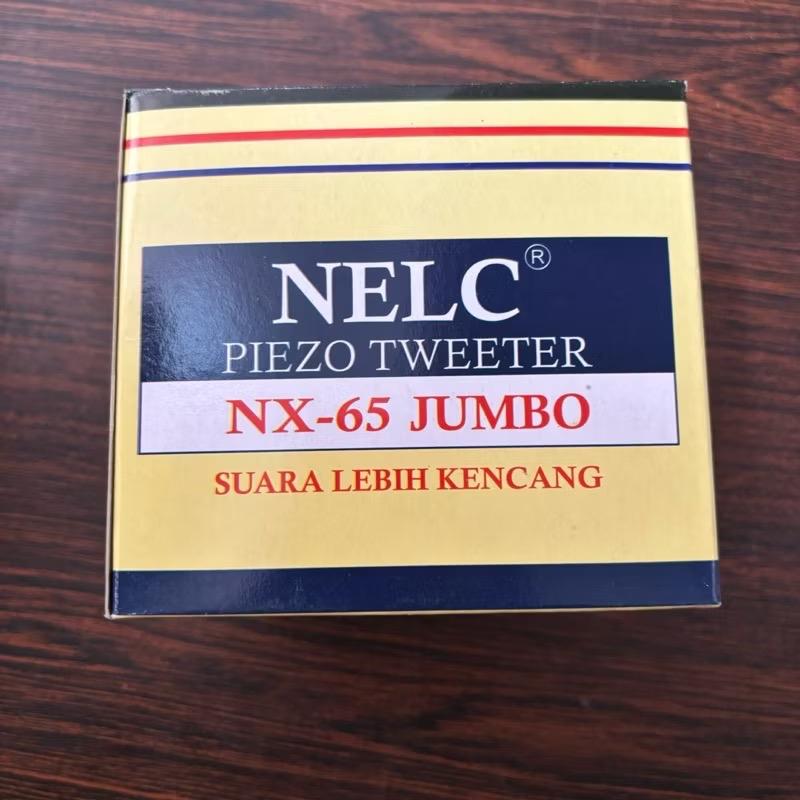 NELC®
PIEZO TWEETER
NX-65 JUMBO
SUARA LEBIH KENCANG